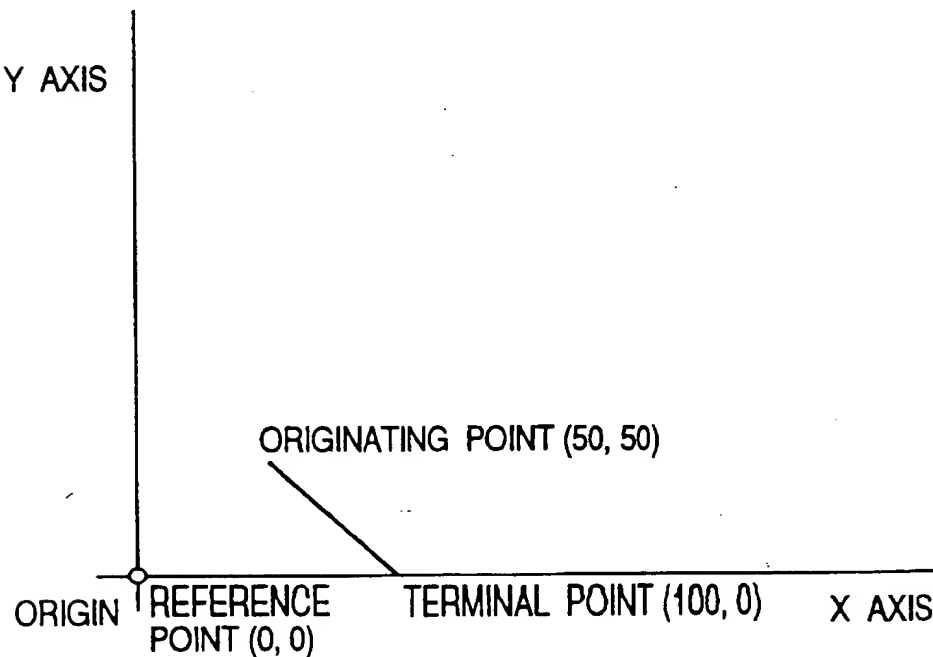 Y AXIS
ORIGINATING POINT (50, 50)
ORIGIN
REFERENCE
POINT (0, 0)
TERMINAL POINT (100, 0)
X AXIS